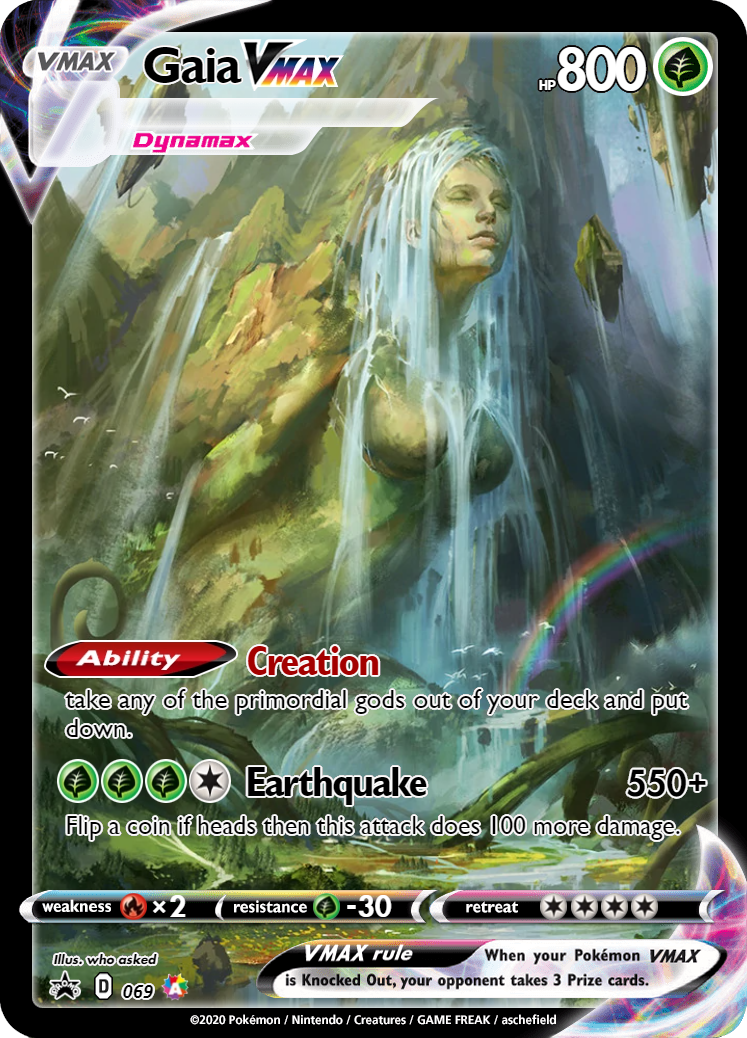 VMAX Gaia VMAX HP 800
Dynamax
Ability Creation
take any of the primordial gods out of your deck and put
down.
Earthquake 550+
Flip a coin if heads then this attack does 100 more damage.
weakness ×2 resistance -30 retreat
Illus. who asked
VMAX rule When your Pokémon VMAX
is Knocked Out, your opponent takes 3 Prize cards.
D 069 A
©2020 Pokémon / Nintendo / Creatures / GAME FREAK / aschefield